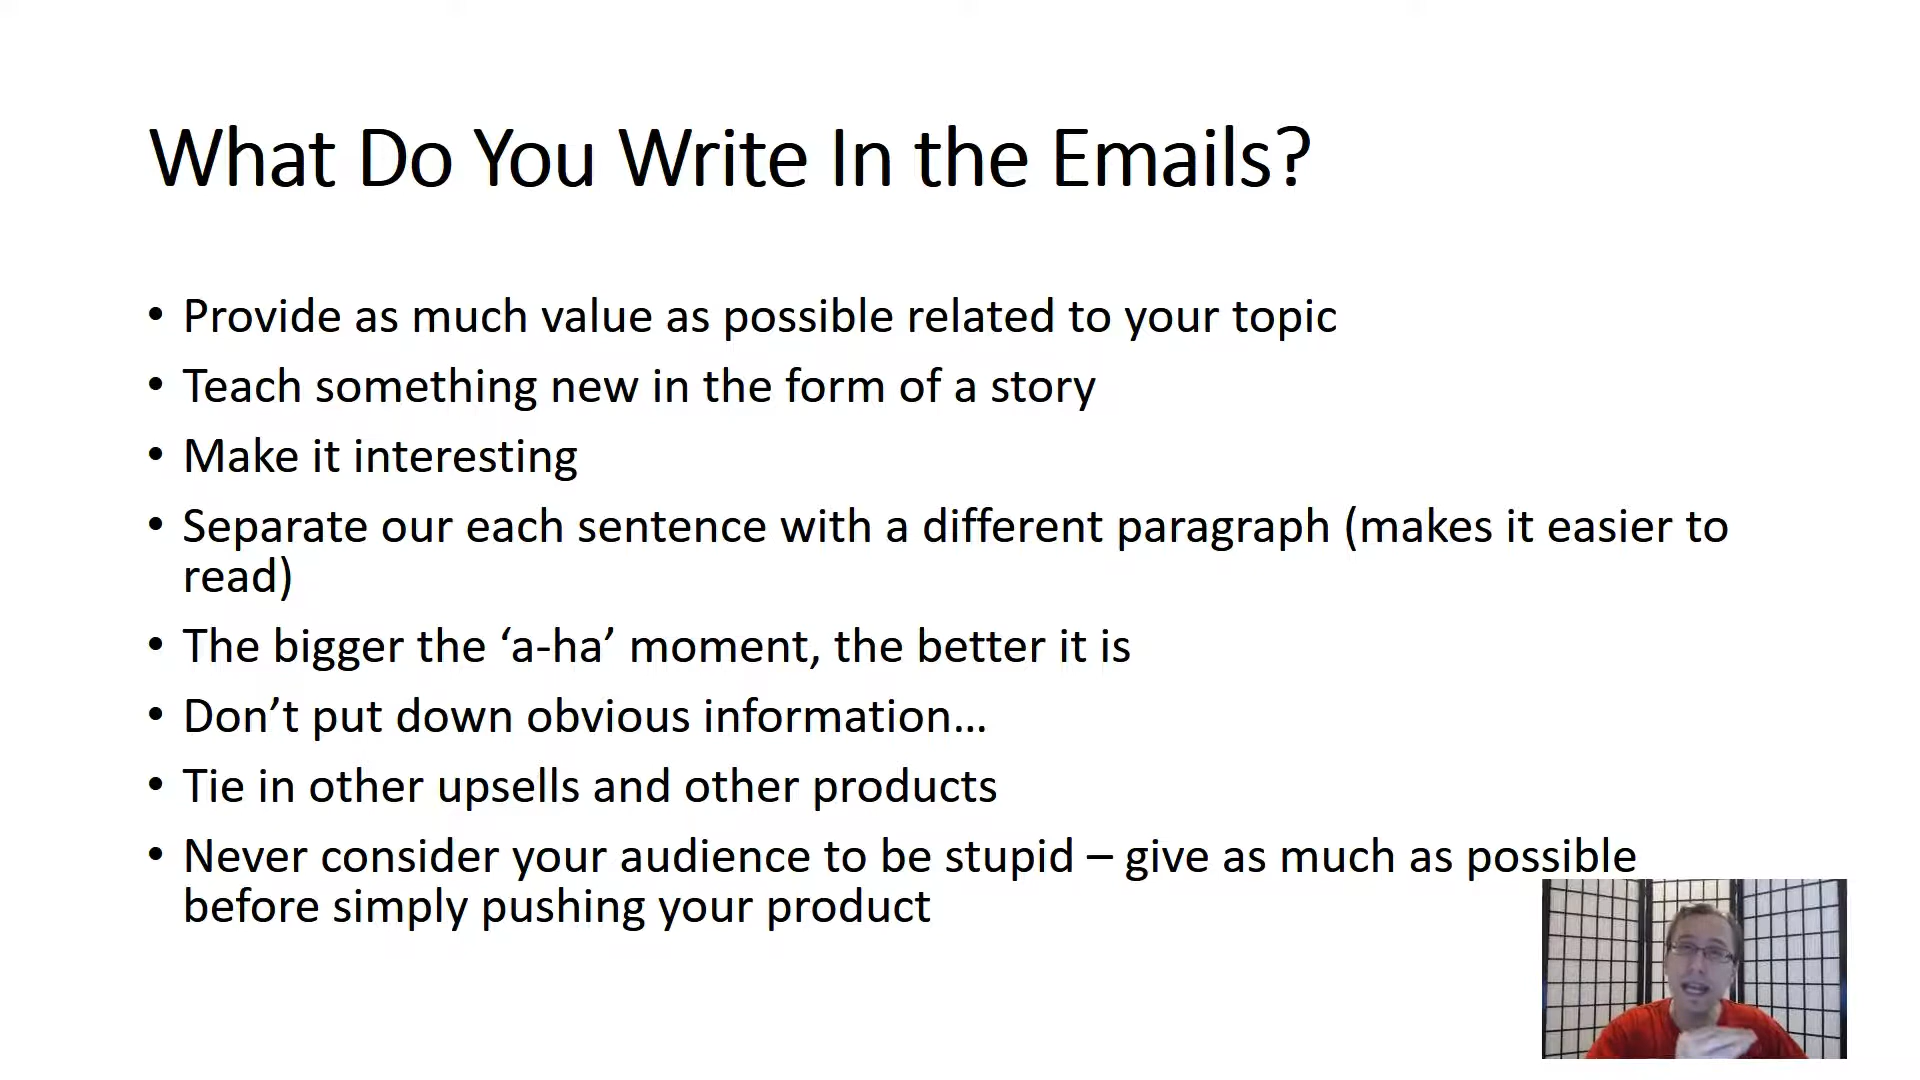 What Do You Write In the Emails?
• Provide as much value as possible related to your topic
• Teach something new in the form of a story
• Make it interesting
• Separate our each sentence with a different paragraph (makes it easier to
read)
• The bigger the ‘a-ha’ moment, the better it is
• Don’t put down obvious information…
• Tie in other upsells and other products
• Never consider your audience to be stupid – give as much as possible
before simply pushing your product